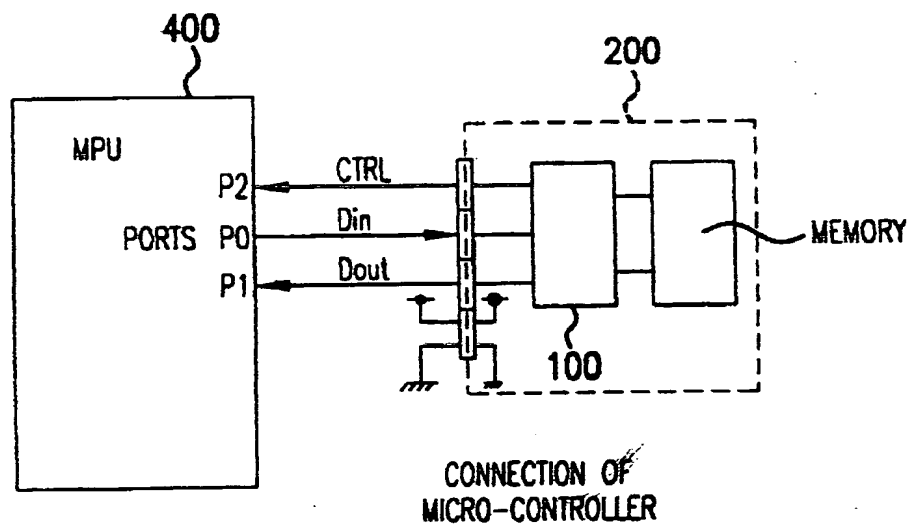 400
200
MPU
P2
CTRL
PORTS P0
Din
MEMORY
P1
Dout
100
CONNECTION OF
MICRO-CONTROLLER